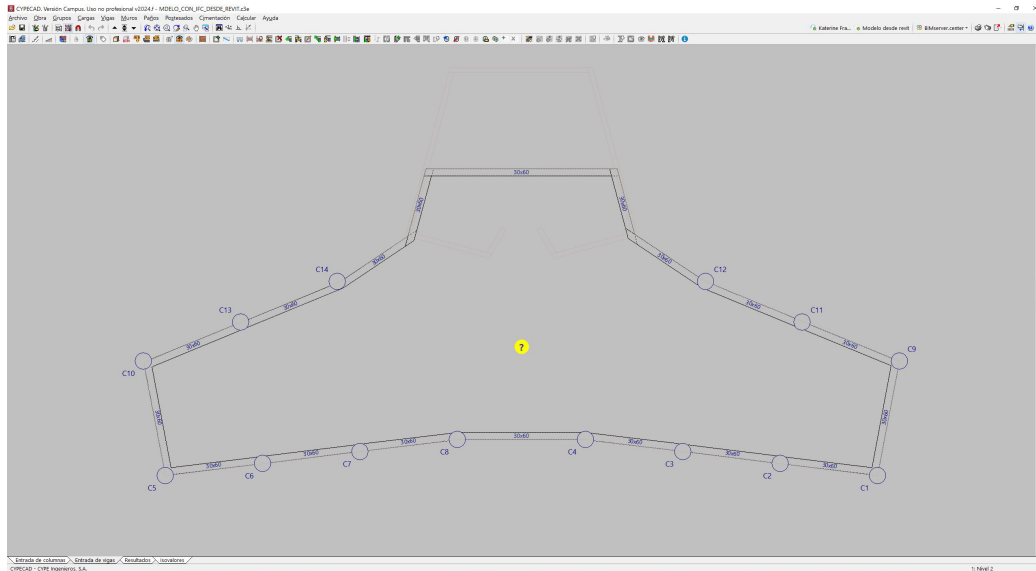 CYPECAD. Versión Campus. Uso no profesional v2024.f - MDELO_CON_IFC_DESDE_REVIT.c3e
Archivo Obra Grupos Cargas Vigas Muros Paños Postesados Cimentación Calcular Ayuda
Katerine Fra... Modelo desde revit BIMserver.center
30x60
30x60 30x60
30x60 30x60
C14 C12
30x60 30x60
C13 C11
30x60 30x60
C9
?
C10
30x60 30x60
30x60 30x60 30x60 30x60 30x60 30x60 30x60
C8 C4
C7 C3
C6 C2
C5 C1
Entrada de columnas Entrada de vigas Resultados Isovalores
CYPECAD - CYPE Ingenieros, S.A. 1: Nivel 2